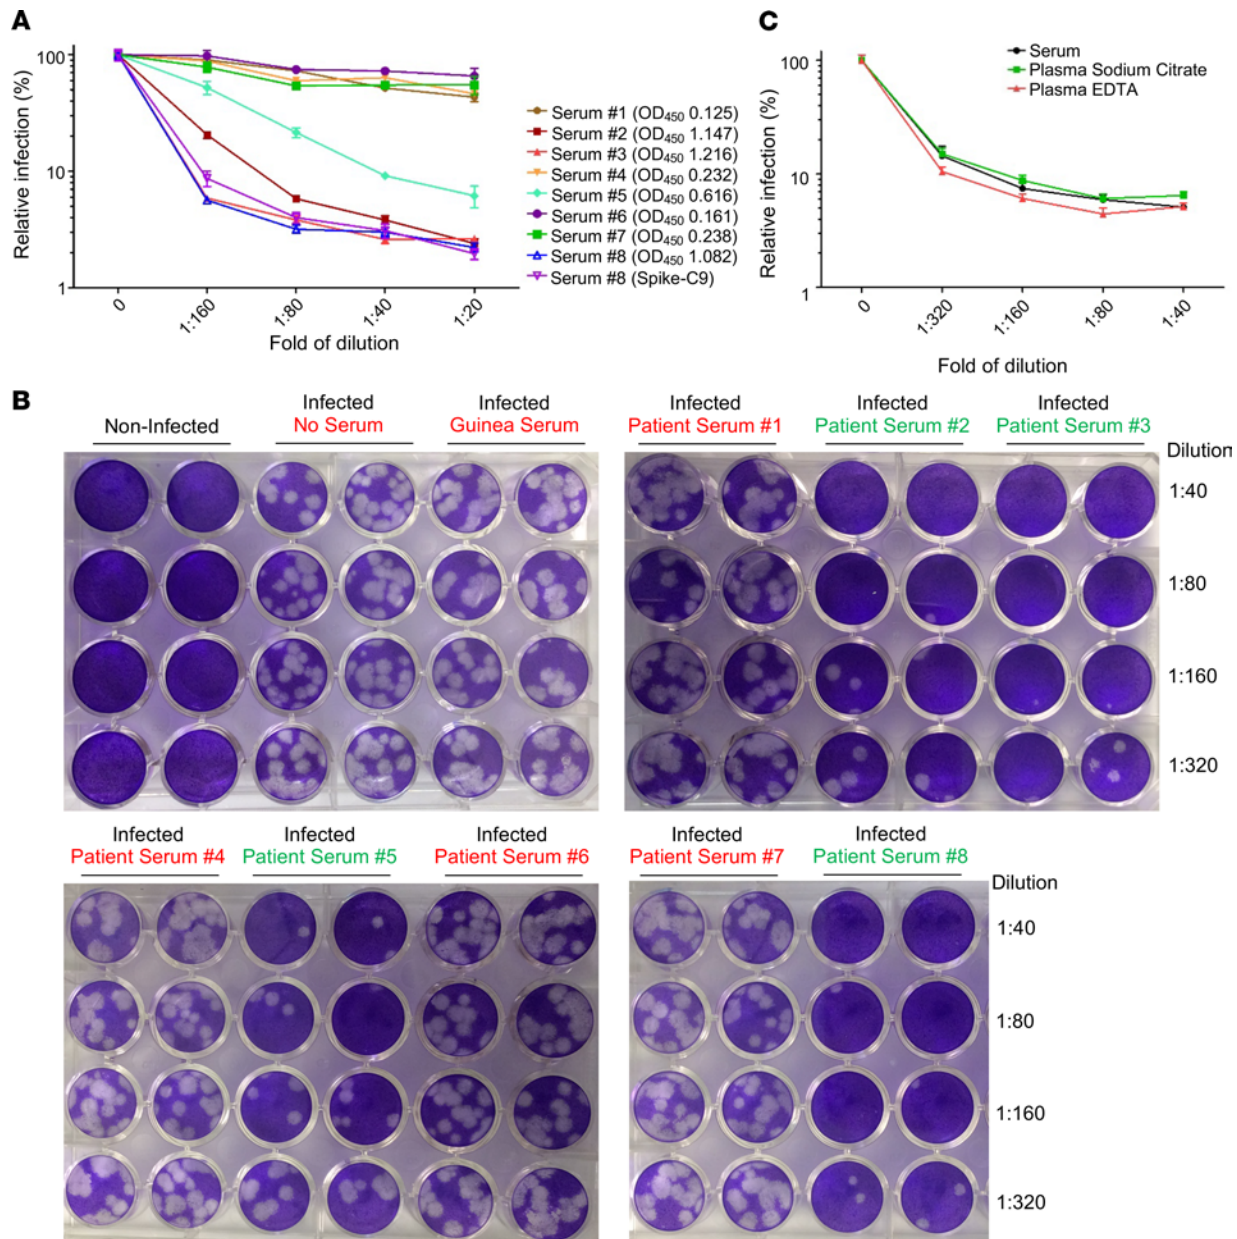 A
Relative infection (%)
100
10
1
0
1:160
1:80
1:40
1:20
Fold of dilution
Serum #1 (OD450 0.125)
Serum #2 (OD450 1.147)
Serum #3 (OD450 1.216)
Serum #4 (OD450 0.232)
Serum #5 (OD450 0.616)
Serum #6 (OD450 0.161)
Serum #7 (OD450 0.238)
Serum #8 (OD450 1.082)
Serum #8 (Spike-C9)
C
Relative infection (%)
100
10
1
0
1:320
1:160
1:80
1:40
Fold of dilution
Serum
Plasma Sodium Citrate
Plasma EDTA
B
Non-Infected
Infected
No Serum
Infected
Guinea Serum
Infected
Patient Serum #1
Infected
Patient Serum #2
Infected
Patient Serum #3
Dilution
1:40
1:80
1:160
1:320
Infected
Patient Serum #4
Infected
Patient Serum #5
Infected
Patient Serum #6
Infected
Patient Serum #7
Infected
Patient Serum #8
Dilution
1:40
1:80
1:160
1:320